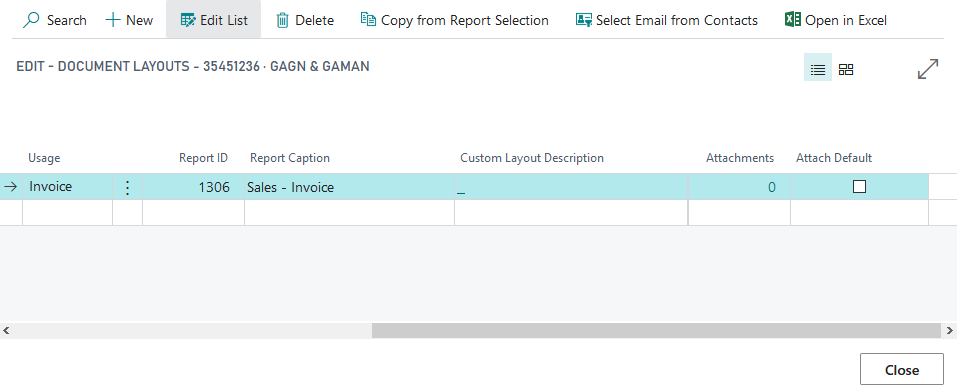 Search New Edit List Delete Copy from Report Selection Select Email from Contacts Open in Excel
EDIT - DOCUMENT LAYOUTS - 35451236 · GAGN & GAMAN
Usage Report ID Report Caption Custom Layout Description Attachments Attach Default
Invoice 1306 Sales - Invoice _ 0
Close